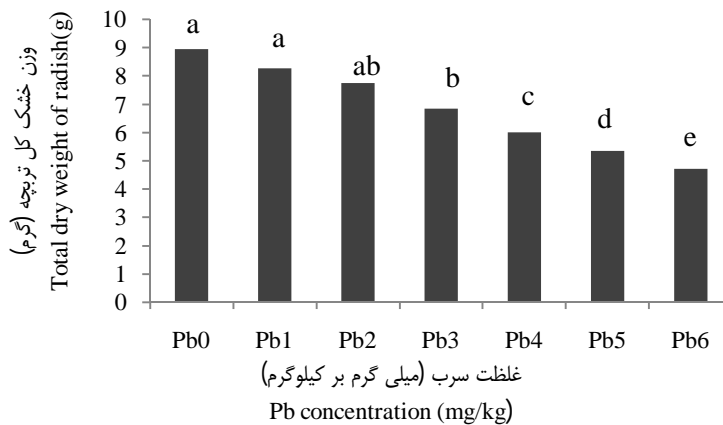 وزن خشک کل تربچه (گرم)
Total dry weight of radish(g)
10
9
8
7
6
5
4
3
2
1
0
a a ab b c d e
Pb0 Pb1 Pb2 Pb3 Pb4 Pb5 Pb6
غلظت سرب (میلی گرم بر کیلوگرم)
Pb concentration (mg/kg)